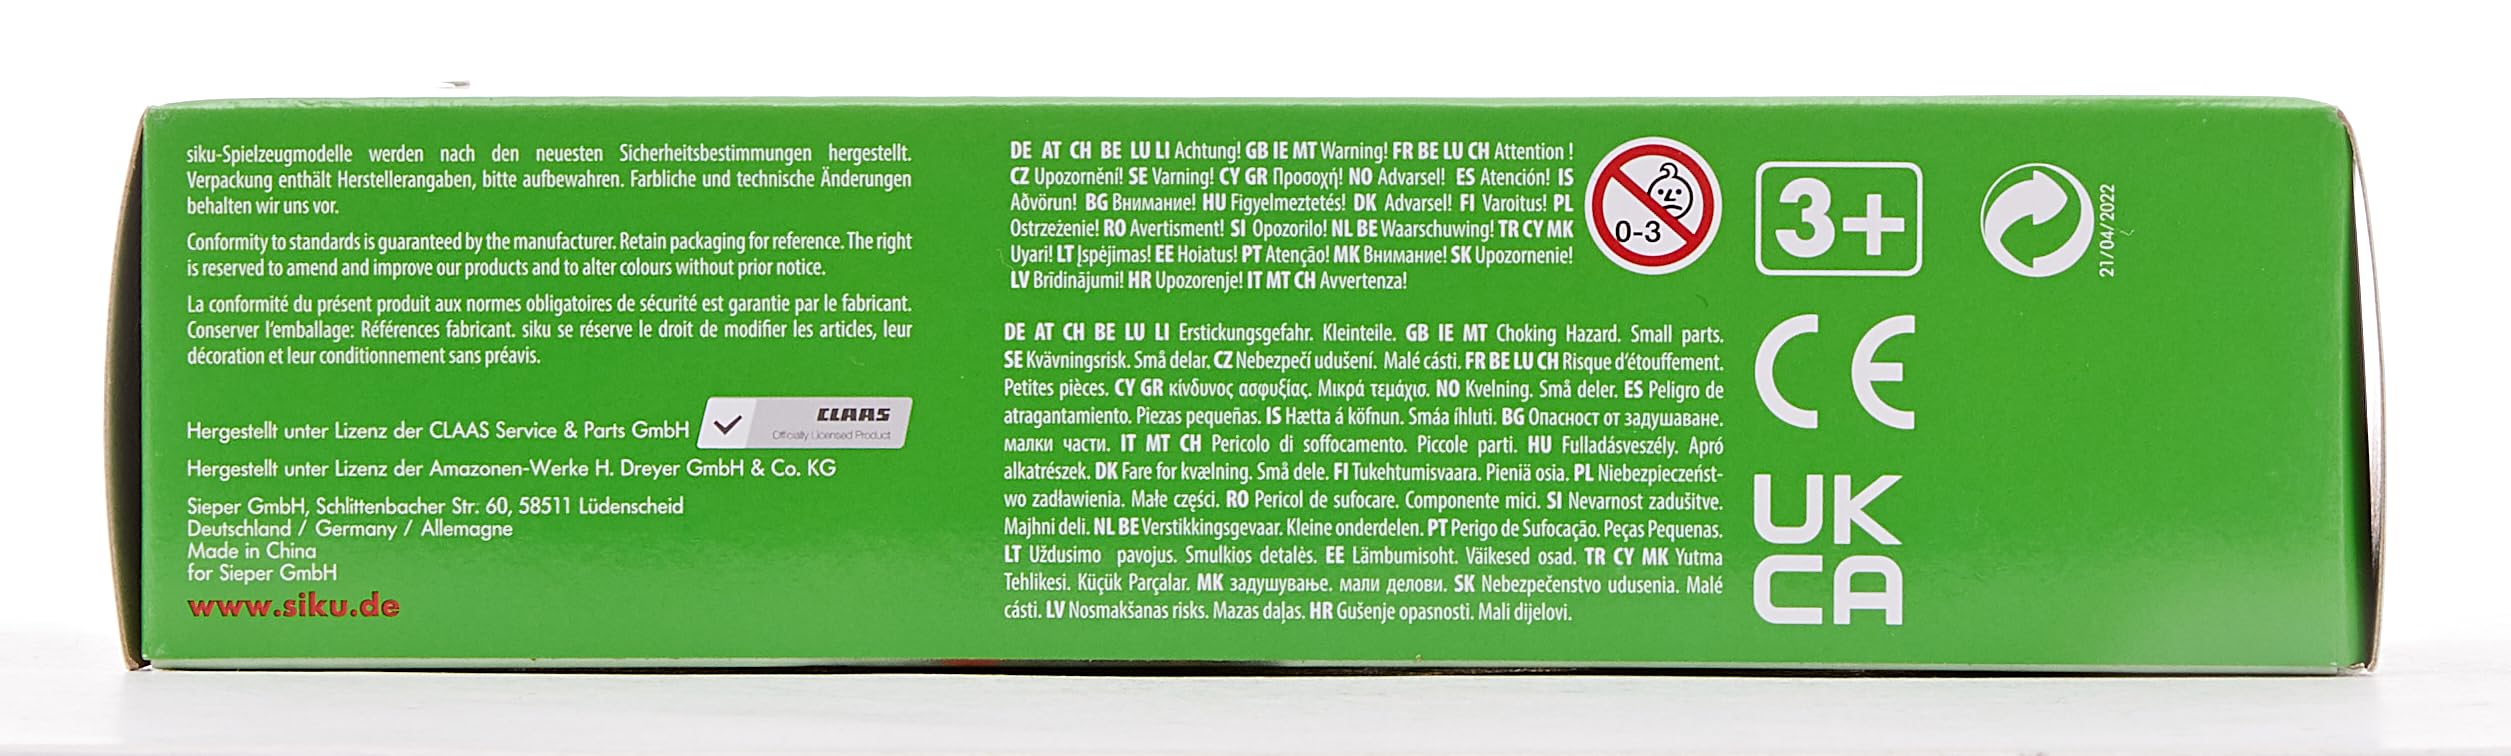 siku-Spielzeugmodelle werden nach den neuesten Sicherheitsbestimmungen hergestellt.
Verpackung enthält Herstellerangaben, bitte aufbewahren. Farbliche und technische Änderungen
behalten wir uns vor.
Conformity to standards is guaranteed by the manufacturer. Retain packaging for reference. The right
is reserved to amend and improve our products and to alter colours without prior notice.
La conformité du présent produit aux normes obligatoires de sécurité est garantie par le fabricant.
Conserver l'emballage: Références fabricant. siku se réserve le droit de modifier les articles, leur
décoration et leur conditionnement sans préavis.
Hergestellt unter Lizenz der CLAAS Service & Parts GmbH
CLAAS
Officially Licensed Product
Hergestellt unter Lizenz der Amazonen-Werke H. Dreyer GmbH & Co. KG
Sieper GmbH, Schlittenbacher Str. 60, 58511 Lüdenscheid
Deutschland / Germany / Allemagne
Made in China
for Sieper GmbH
www.siku.de
DE AT CH BE LU LI Achtung! GB IE MT Warning! FR BE LU CH Attention !
CZ Upozornění! SE Varning! CY GR Προσοχή! NO Advarsel! ES Atención! IS
Aðvörun! BG Внимание! HU Figyelmeztetés! DK Advarsel! FI Varoitus! PL
Ostrzeżenie! RO Avertisment! SI Opozorilo! NL BE Waarschuwing! TR CY MK
Uyari! LT Įspėjimas! EE Hoiatus! PT Atenção! MK Внимание! SK Upozornenie!
LV Brīdinājumi! HR Upozorenje! IT MT CH Avvertenza!
DE AT CH BE LU LI Erstickungsgefahr. Kleinteile. GB IE MT Choking Hazard. Small parts.
SE Kvävningsrisk. Små delar. CZ Nebezpečí udušení. Malé cásti. FR BE LU CH Risque d'étouffement.
Petites pièces. CY GR κίνδυνος ασφυξίας. Μικρά τεμάχια. NO Kvelning. Små deler. ES Peligro de
atragantamiento. Piezas pequeñas. IS Hætta á köfnun. Smáa íhluti. BG Опасност от задушаване.
малки части. IT MT CH Pericolo di soffocamento. Piccole parti. HU Fulladásveszély. Apró
alkatrészek. DK Fare for kvælning. Små dele. FI Tukehtumisvaara. Pieniä osia. PL Niebezpieczeńst-
wo zadławienia. Małe części. RO Pericol de sufocare. Componente mici. SI Nevarnost zadušitve.
Majhni deli. NL BE Verstikkingsgevaar. Kleine onderdelen. PT Perigo de Sufocação. Peças Pequenas.
LT Uždusimo pavojus. Smulkios detalės. EE Lämbumisoht. Väikesed osad. TR CY MK Yutma
Tehlikesi. Küçük Parçalar. MK задушување. мали делови. SK Nebezpečenstvo udusenia. Malé
cásti. LV Nosmakšanas risks. Mazas daļas. HR Gušenje opasnosti. Mali dijelovi.
0-3
3+
CE
UK
CA
21/04/2022